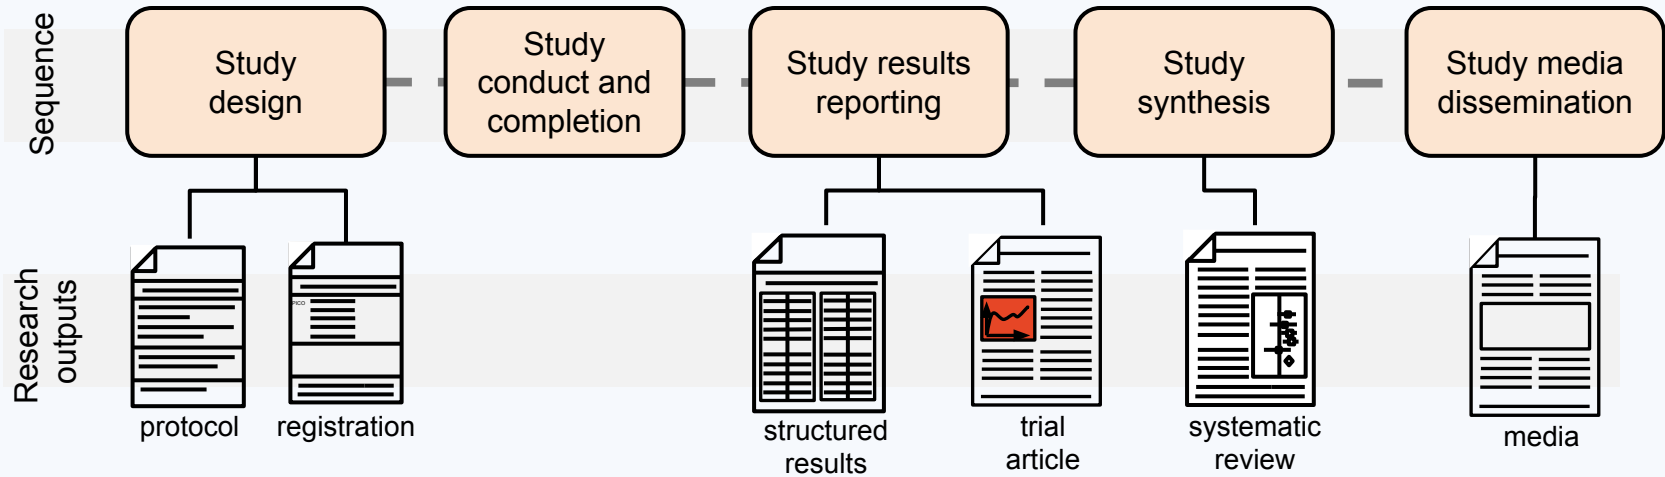 Sequence
Study
design
Study
conduct and
completion
Study results
reporting
Study
synthesis
Study media
dissemination
Research
outputs
PICO
protocol
registration
structured
results
trial
article
systematic
review
media